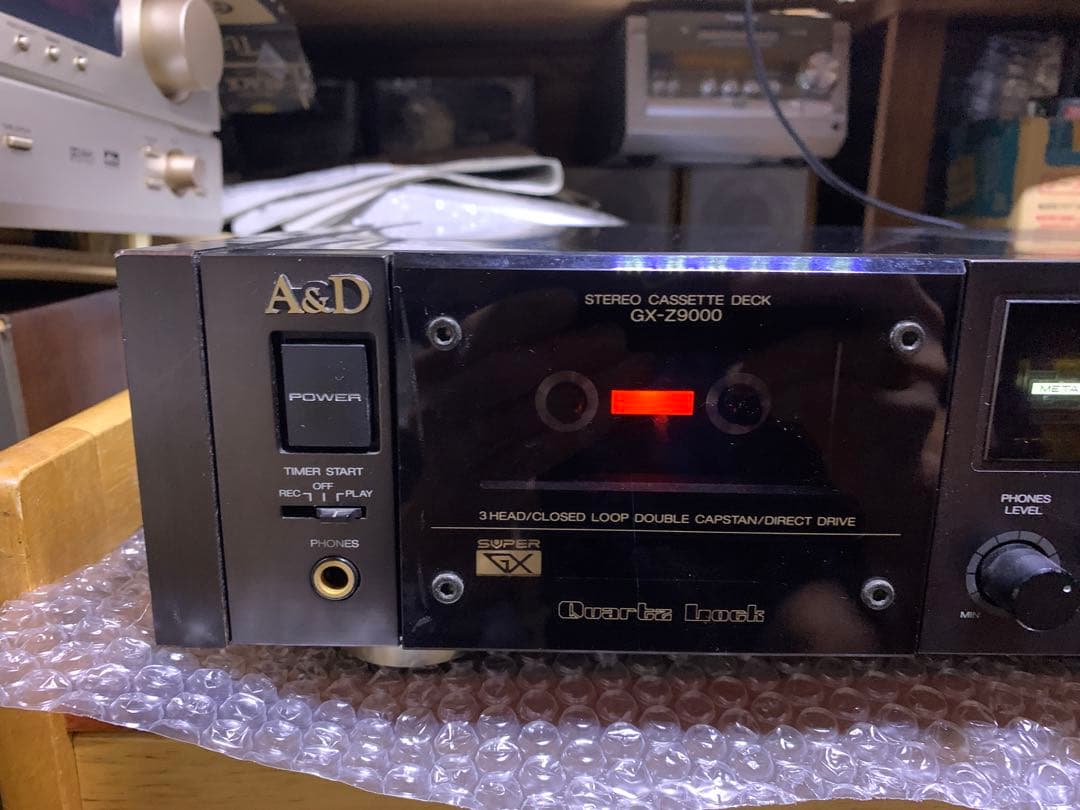 A&D
POWER
TIMER START
OFF
REC PLAY
PHONES
STEREO CASSETTE DECK
GX-Z9000
3 HEAD/CLOSED LOOP DOUBLE CAPSTAN/DIRECT DRIVE
SUPER
GX
Quartz Lock
META
PHONES
LEVEL
MIN